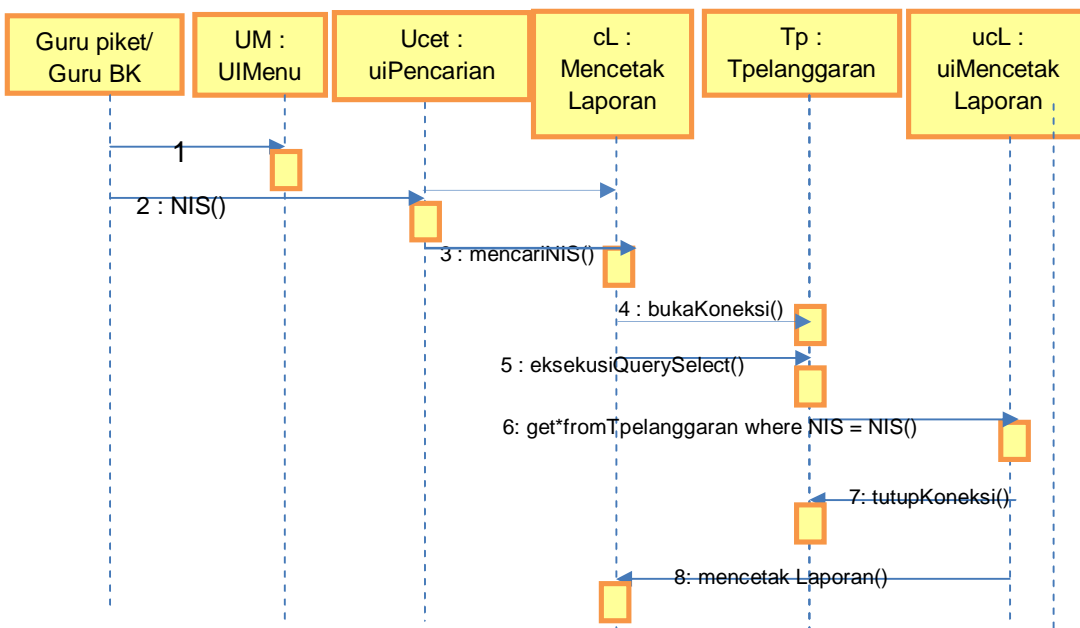 Guru piket/
Guru BK
UM :
UIMenu
Ucet :
uiPencarian
cL :
Mencetak
Laporan
Tp :
Tpelanggaran
ucL :
uiMencetak
Laporan
1
2 : NIS()
3 : mencariNIS()
4 : bukaKoneksi()
5 : eksekusiQuerySelect()
6: get*fromTpelanggaran where NIS = NIS()
7: tutupKoneksi()
8: mencetak Laporan()